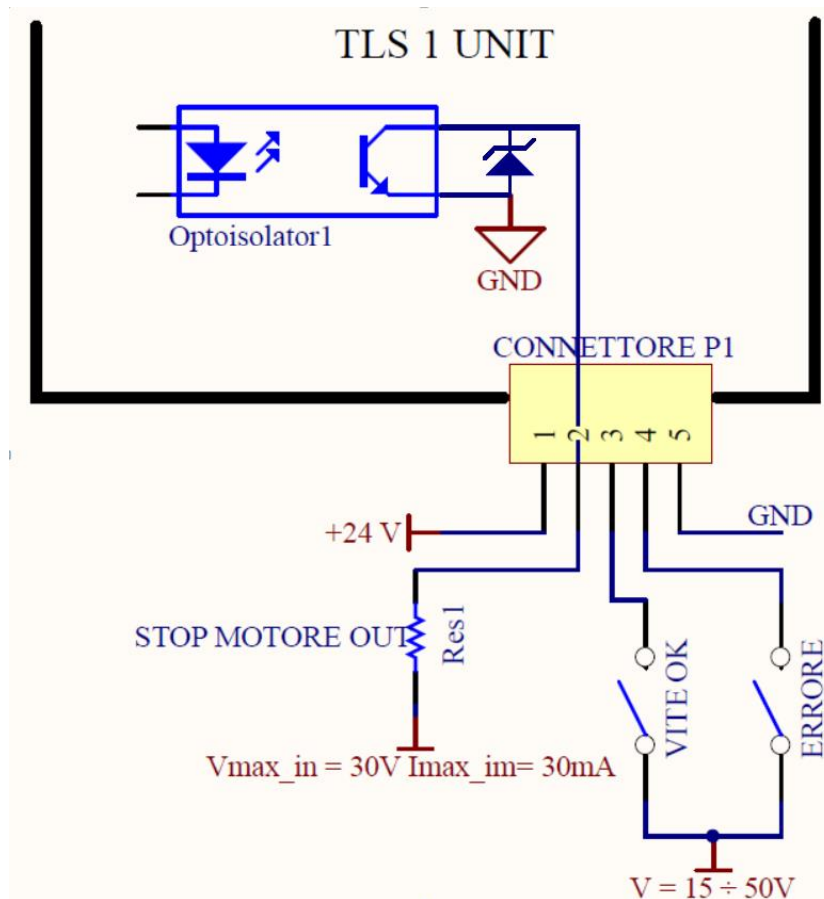 TLS 1 UNIT
Optoisolator1
GND
CONNETTORE P1
1 2 3 4 5
+24 V
GND
STOP MOTORE OUT
Res1
VITE OK
ERRORE
Vmax_in = 30V Imax_im= 30mA
V = 15 ÷ 50V